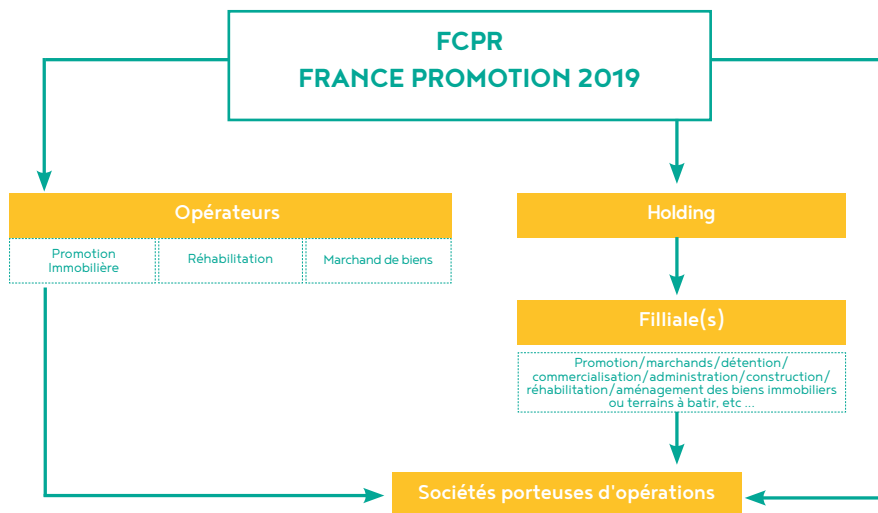 FCPR
FRANCE PROMOTION 2019
Opérateurs
Promotion
Immobilière
Réhabilitation
Marchand de biens
Holding
Filliale(s)
Promotion/marchands/détention/
commercialisation/administration/construction/
réhabilitation/aménagement des biens immobiliers
ou terrains à batir, etc ...
Sociétés porteuses d'opérations